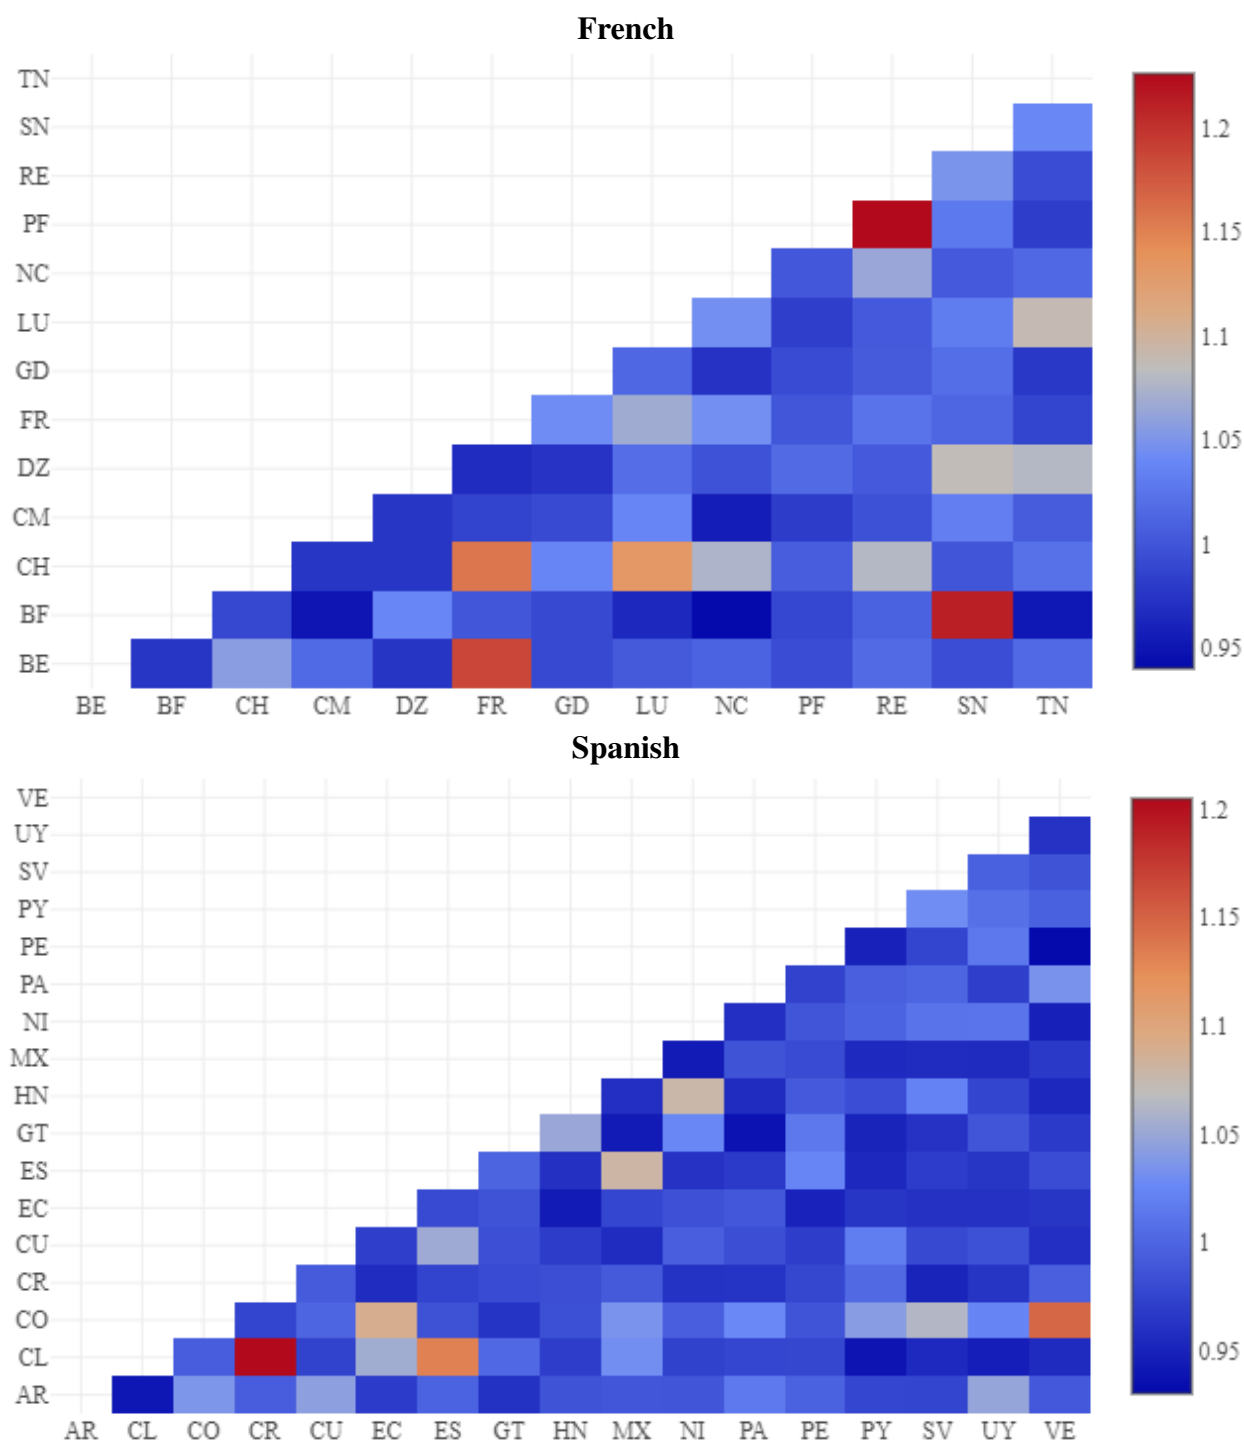 French
TN
SN
RE
PF
NC
LU
GD
FR
DZ
CM
CH
BF
BE
BE BF CH CM DZ FR GD LU NC PF RE SN TN
1.2
1.15
1.1
1.05
1
0.95
Spanish
VE
UY
SV
PY
PE
PA
NI
MX
HN
GT
ES
EC
CU
CR
CO
CL
AR
AR CL CO CR CU EC ES GT HN MX NI PA PE PY SV UY VE
1.2
1.15
1.1
1.05
1
0.95